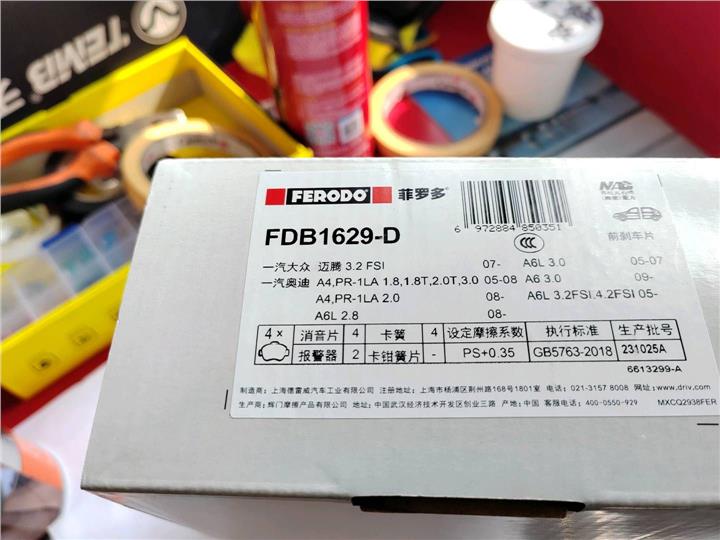 TEMB
FERODO 菲罗多
6 972884 850351
FDB1629-D
CCC
前刹车片
一汽大众 迈腾 3.2 FSI 07- A6L 3.0 05-07
一汽奥迪 A4,PR-1LA 1.8,1.8T,2.0T,3.0 05-08 A6 3.0 09-
A4,PR-1LA 2.0 08- A6L 3.2FSI,4.2FSI 05-
A6L 2.8 08-
4 × 消音片 4 卡簧 4 设定摩擦系数 执行标准 生产批号
报警器 2 卡钳簧片 - PS+0.35 GB5763-2018 231025A
6613299-A
制造商：上海德雷威汽车工业有限公司 注册地址：上海市杨浦区荆州路168号1801室 电话：021-3157 8008 网址：www.driv.com
生产商：辉门摩擦产品有限公司 地址：中国武汉经济技术开发区创业三路 产地：中国 客服电话：400-0550-929 MXCQ2938FER